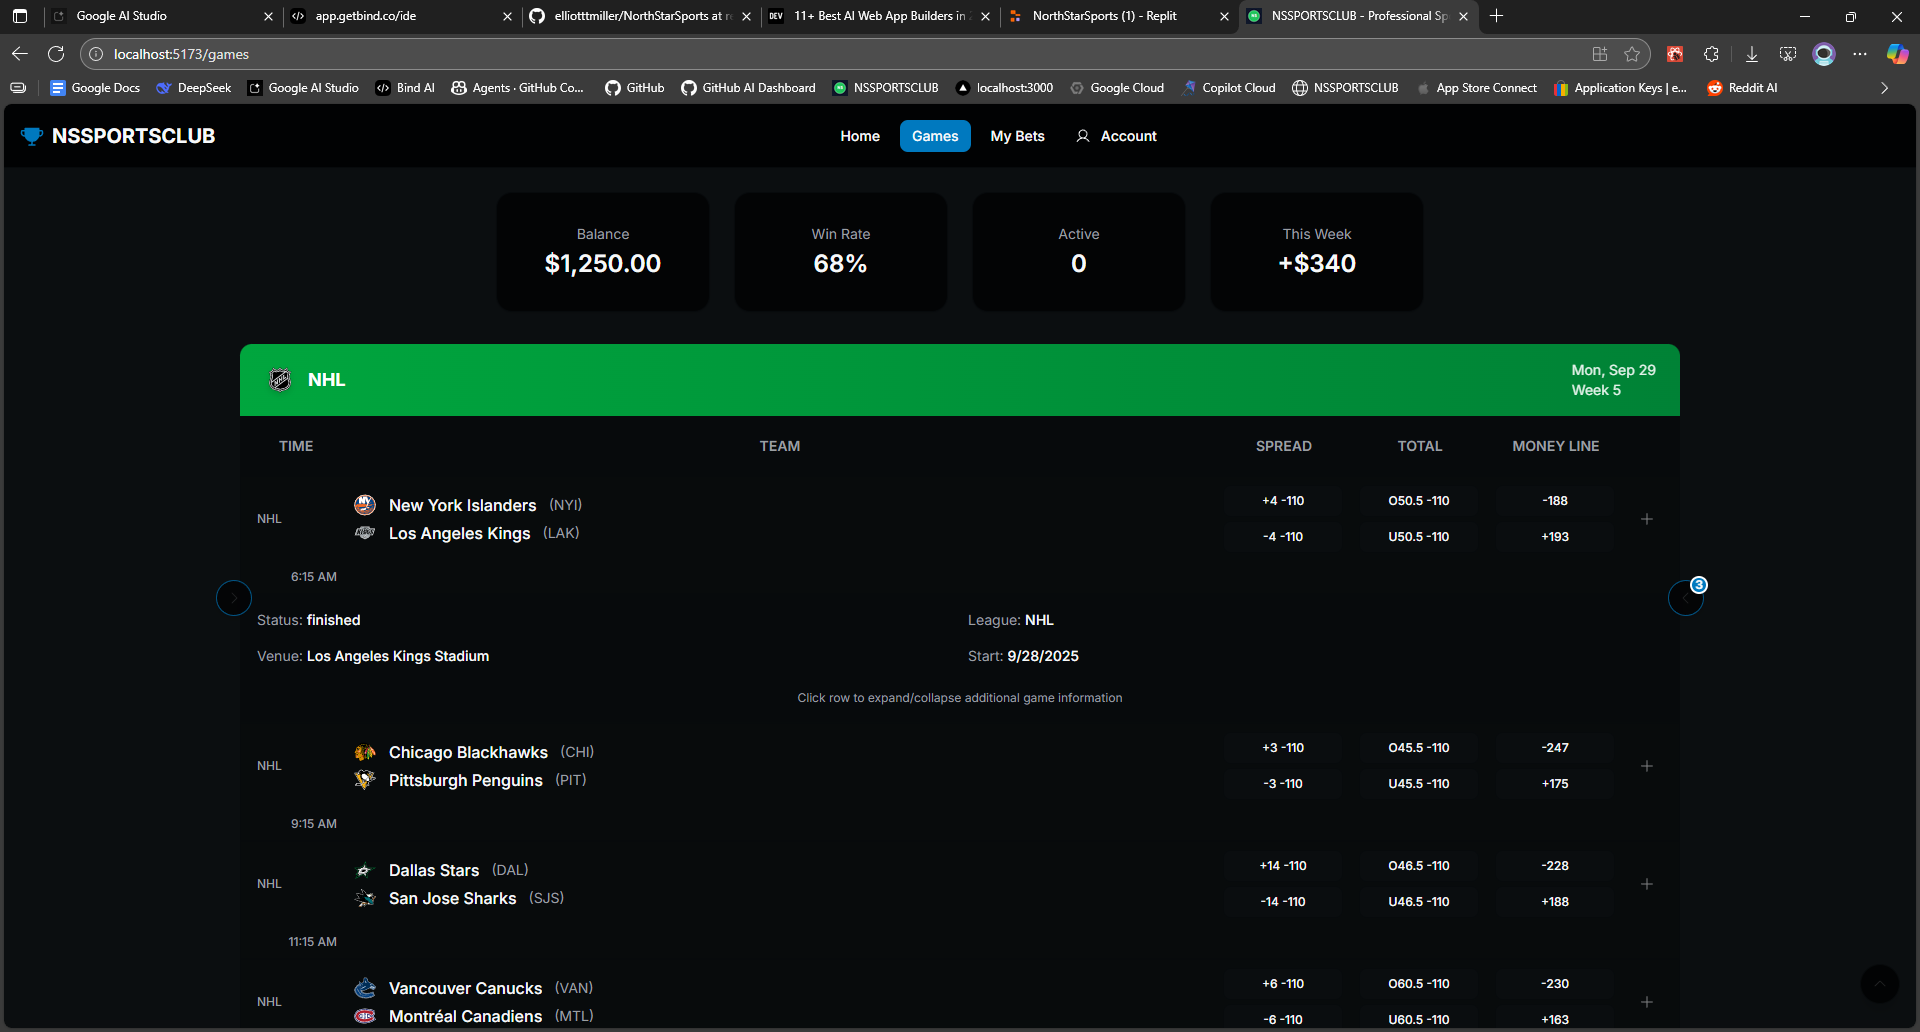 Google AI Studio
app.getbind.co/ide
elliotttmiller/NorthStarSports at re
DEV 11+ Best AI Web App Builders in 2
NorthStarSports (1) - Replit
NSSPORTSCLUB - Professional Sp
localhost:5173/games
Google Docs
DeepSeek
Google AI Studio
Bind AI
Agents · GitHub Co...
GitHub
GitHub AI Dashboard
NSSPORTSCLUB
localhost:3000
Google Cloud
Copilot Cloud
NSSPORTSCLUB
App Store Connect
Application Keys | e...
Reddit AI
NSSPORTSCLUB
Home
Games
My Bets
Account
Balance
$1,250.00
Win Rate
68%
Active
0
This Week
+$340
NHL
NHL
Mon, Sep 29
Week 5
TIME
TEAM
SPREAD
TOTAL
MONEY LINE
NHL
New York Islanders (NYI)
Los Angeles Kings (LAK)
+4 -110
O50.5 -110
-188
-4 -110
U50.5 -110
+193
6:15 AM
3
Status: finished
League: NHL
Venue: Los Angeles Kings Stadium
Start: 9/28/2025
Click row to expand/collapse additional game information
NHL
Chicago Blackhawks (CHI)
Pittsburgh Penguins (PIT)
+3 -110
O45.5 -110
-247
-3 -110
U45.5 -110
+175
9:15 AM
NHL
Dallas Stars (DAL)
San Jose Sharks (SJS)
+14 -110
O46.5 -110
-228
-14 -110
U46.5 -110
+188
11:15 AM
NHL
Vancouver Canucks (VAN)
Montréal Canadiens (MTL)
+6 -110
O60.5 -110
-230
-6 -110
U60.5 -110
+163